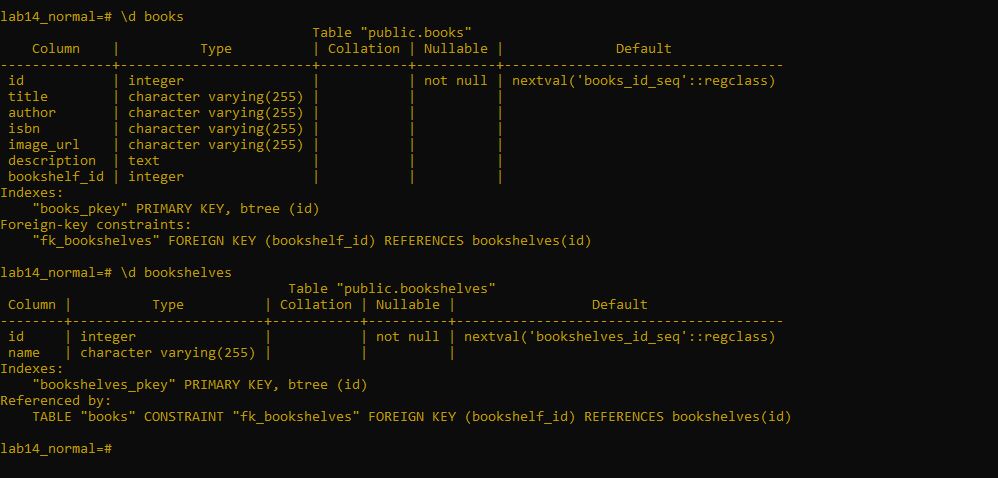 lab14_normal=# \d books
                                       Table "public.books"
    Column    |          Type          | Collation | Nullable |              Default
--------------+------------------------+-----------+----------+-----------------------------------
 id           | integer                |           | not null | nextval('books_id_seq'::regclass)
 title        | character varying(255) |           |          |
 author       | character varying(255) |           |          |
 isbn         | character varying(255) |           |          |
 image_url    | character varying(255) |           |          |
 description  | text                   |           |          |
 bookshelf_id | integer                |           |          |
Indexes:
    "books_pkey" PRIMARY KEY, btree (id)
Foreign-key constraints:
    "fk_bookshelves" FOREIGN KEY (bookshelf_id) REFERENCES bookshelves(id)

lab14_normal=# \d bookshelves
                                    Table "public.bookshelves"
 Column |          Type          | Collation | Nullable |                 Default
--------+------------------------+-----------+----------+-----------------------------------------
 id     | integer                |           | not null | nextval('bookshelves_id_seq'::regclass)
 name   | character varying(255) |           |          |
Indexes:
    "bookshelves_pkey" PRIMARY KEY, btree (id)
Referenced by:
    TABLE "books" CONSTRAINT "fk_bookshelves" FOREIGN KEY (bookshelf_id) REFERENCES bookshelves(id)

lab14_normal=#